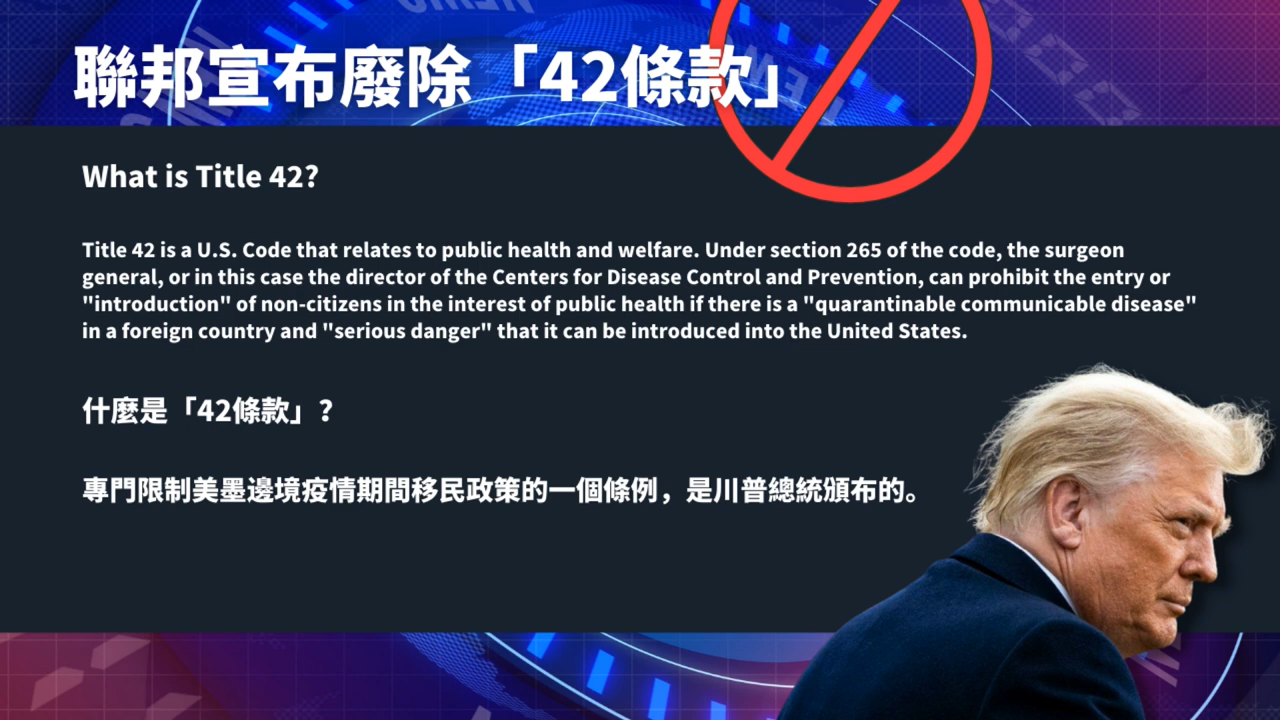 聯邦宣布廢除「42條款」
What is Title 42?
Title 42 is a U.S. Code that relates to public health and welfare. Under section 265 of the code, the surgeon
general, or in this case the director of the Centers for Disease Control and Prevention, can prohibit the entry or
"introduction" of non-citizens in the interest of public health if there is a "quarantinable communicable disease"
in a foreign country and "serious danger" that it can be introduced into the United States.
什麼是「42條款」?
專門限制美墨邊境疫情期間移民政策的一個條例，是川普總統頒布的。